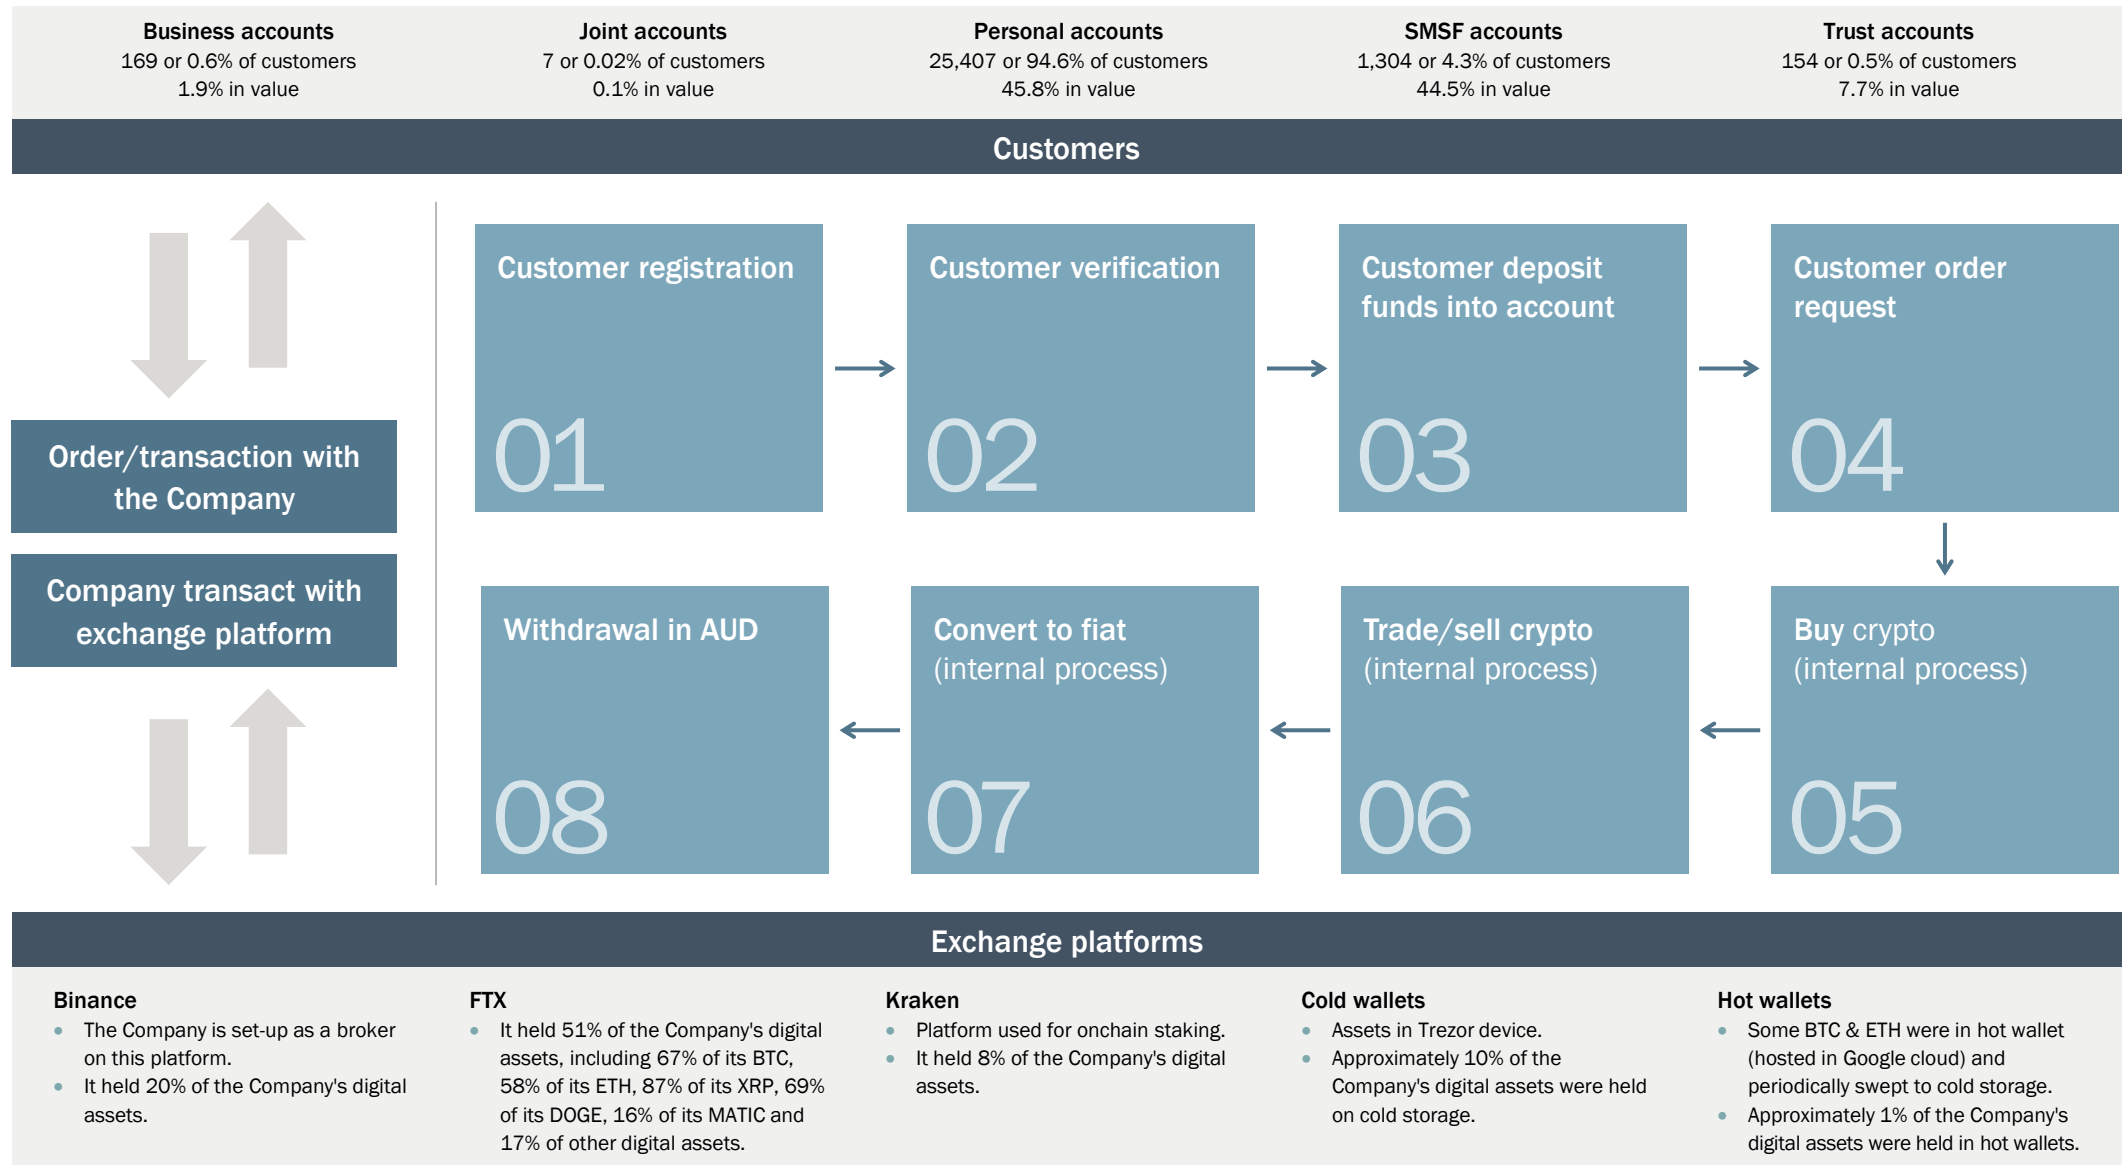 Business accounts
169 or 0.6% of customers
1.9% in value
Joint accounts
7 or 0.02% of customers
0.1% in value
Personal accounts
25,407 or 94.6% of customers
45.8% in value
SMSF accounts
1,304 or 4.3% of customers
44.5% in value
Trust accounts
154 or 0.5% of customers
7.7% in value
Customers
Order/transaction with
the Company
Company transact with
exchange platform
Customer registration
01
Customer verification
02
Customer deposit
funds into account
03
Customer order
request
04
Buy crypto
(internal process)
05
Trade/sell crypto
(internal process)
06
Convert to fiat
(internal process)
07
Withdrawal in AUD
08
Exchange platforms
Binance
• The Company is set-up as a broker
on this platform.
• It held 20% of the Company's digital
assets.
FTX
• It held 51% of the Company's digital
assets, including 67% of its BTC,
58% of its ETH, 87% of its XRP, 69%
of its DOGE, 16% of its MATIC and
17% of other digital assets.
Kraken
• Platform used for onchain staking.
• It held 8% of the Company's digital
assets.
Cold wallets
• Assets in Trezor device.
• Approximately 10% of the
Company's digital assets were held
on cold storage.
Hot wallets
• Some BTC & ETH were in hot wallet
(hosted in Google cloud) and
periodically swept to cold storage.
• Approximately 1% of the Company's
digital assets were held in hot wallets.